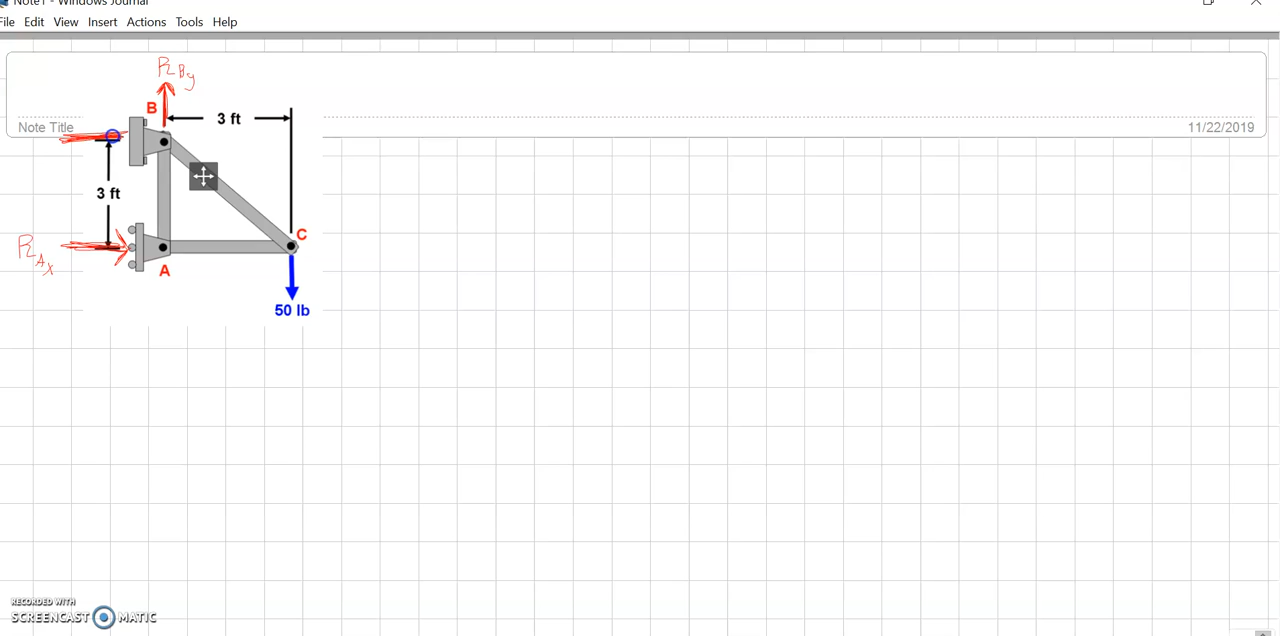 Note1 - Windows Journal
File Edit View Insert Actions Tools Help
R_By
B
3 ft
Note Title
11/22/2019
3 ft
C
R_Ax
A
50 lb
RECORDED WITH
SCREENCAST MATIC